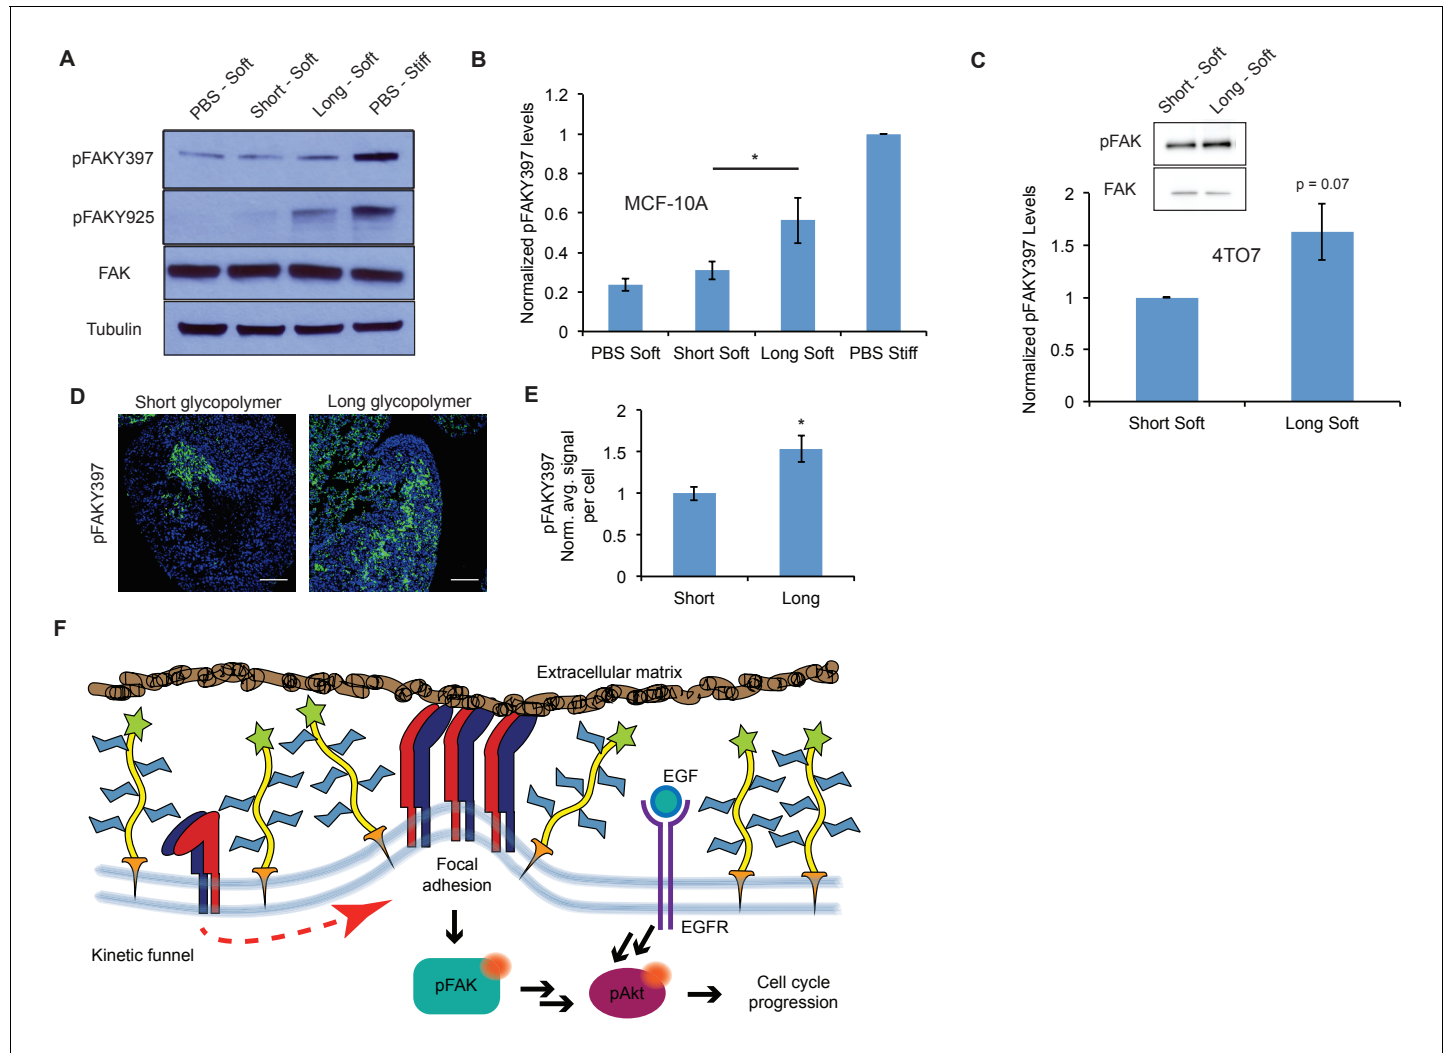 A
PBS - Soft
Short - Soft
Long - Soft
PBS - Stiff
pFAKY397
pFAKY925
FAK
Tubulin
B
Normalized pFAKY397 levels
1.2
1
0.8
0.6
0.4
0.2
0
MCF-10A
*
PBS Soft
Short Soft
Long Soft
PBS Stiff
C
Short - Soft
Long - Soft
pFAK
FAK
Normalized pFAKY397 Levels
2
1.5
1
0.5
0
p = 0.07
4TO7
Short Soft
Long Soft
D
Short glycopolymer
Long glycopolymer
pFAKY397
E
pFAKY397
Norm. avg. signal
per cell
2
1.5
1
0.5
0
*
Short
Long
F
Extracellular matrix
EGF
Focal
adhesion
EGFR
Kinetic funnel
pFAK
pAkt
Cell cycle
progression